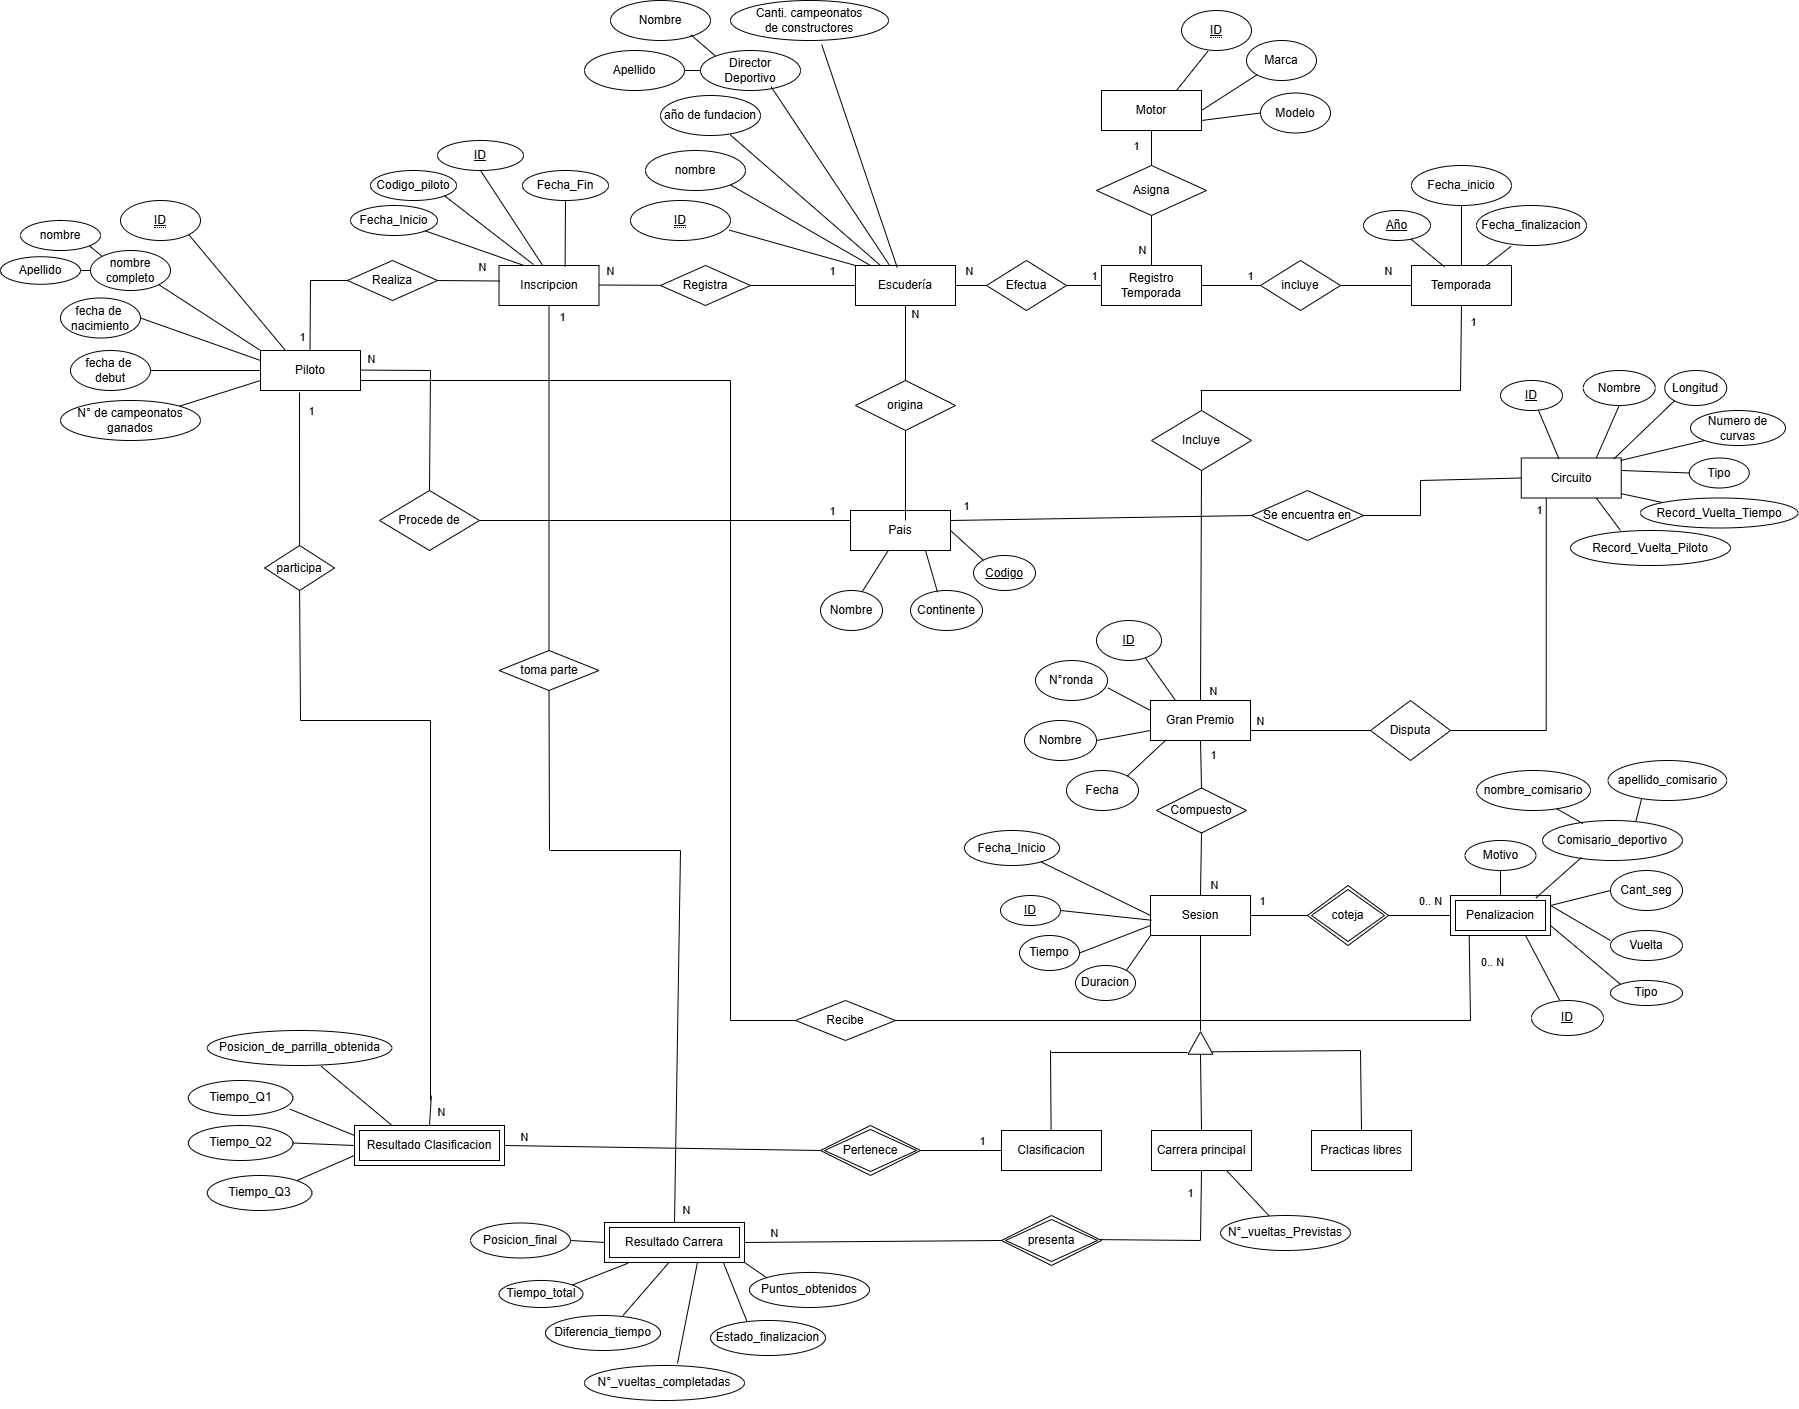 Nombre
Canti. campeonatos
de constructores
ID
Apellido
Director
Deportivo
Marca
Motor
Modelo
año de fundacion
1
ID
nombre
Asigna
Codigo_piloto
Fecha_Fin
Fecha_inicio
ID
Fecha_Inicio
ID
Año
Fecha_finalizacion
nombre
Apellido
nombre
completo
N
Realiza
N
Inscripcion
N
Registra
1
Escudería
N
Efectua
1
Registro
Temporada
1
incluye
N
Temporada
fecha de
nacimiento
1
1
N
1
Piloto
N
fecha de
debut
N° de campeonatos
ganados
1
origina
Incluye
ID
Nombre
Longitud
Numero de
curvas
Circuito
Tipo
Record_Vuelta_Tiempo
Record_Vuelta_Piloto
1
Procede de
1
1
Se encuentra en
Pais
Codigo
Nombre
Continente
participa
toma parte
ID
N°ronda
N
Gran Premio
N
Disputa
Nombre
1
Fecha
Compuesto
nombre_comisario
apellido_comisario
Comisario_deportivo
Fecha_Inicio
Motivo
N
ID
Sesion
1
coteja
0.. N
Penalizacion
Cant_seg
Tiempo
Vuelta
Duracion
0.. N
Tipo
Recibe
ID
Posicion_de_parrilla_obtenida
Tiempo_Q1
N
Tiempo_Q2
Resultado Clasificacion
N
Pertenece
1
Clasificacion
Carrera principal
Practicas libres
Tiempo_Q3
1
N
Posicion_final
Resultado Carrera
N
presenta
N°_vueltas_Previstas
Tiempo_total
Puntos_obtenidos
Diferencia_tiempo
Estado_finalizacion
N°_vueltas_completadas